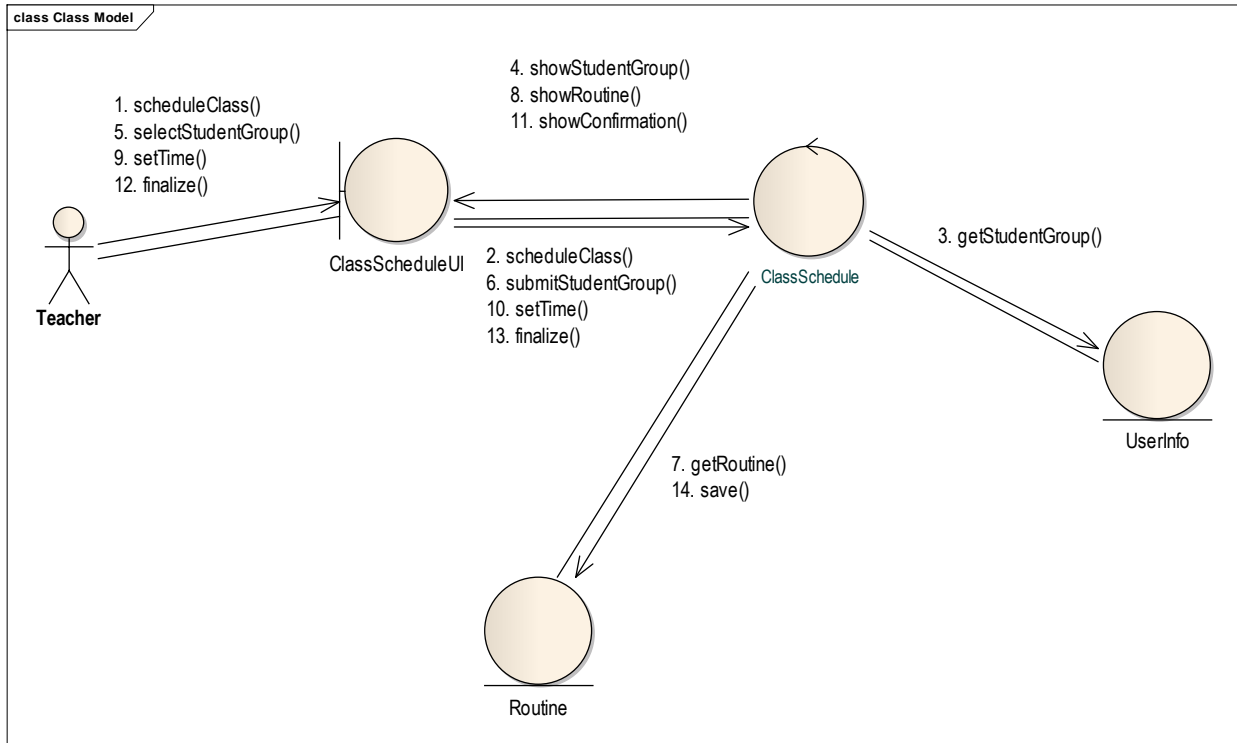 class Class Model
4. showStudentGroup()
8. showRoutine()
11. showConfirmation()
1. scheduleClass()
5. selectStudentGroup()
9. setTime()
12. finalize()
3. getStudentGroup()
ClassScheduleUI
2. scheduleClass()
6. submitStudentGroup()
10. setTime()
13. finalize()
ClassSchedule
Teacher
UserInfo
7. getRoutine()
14. save()
Routine